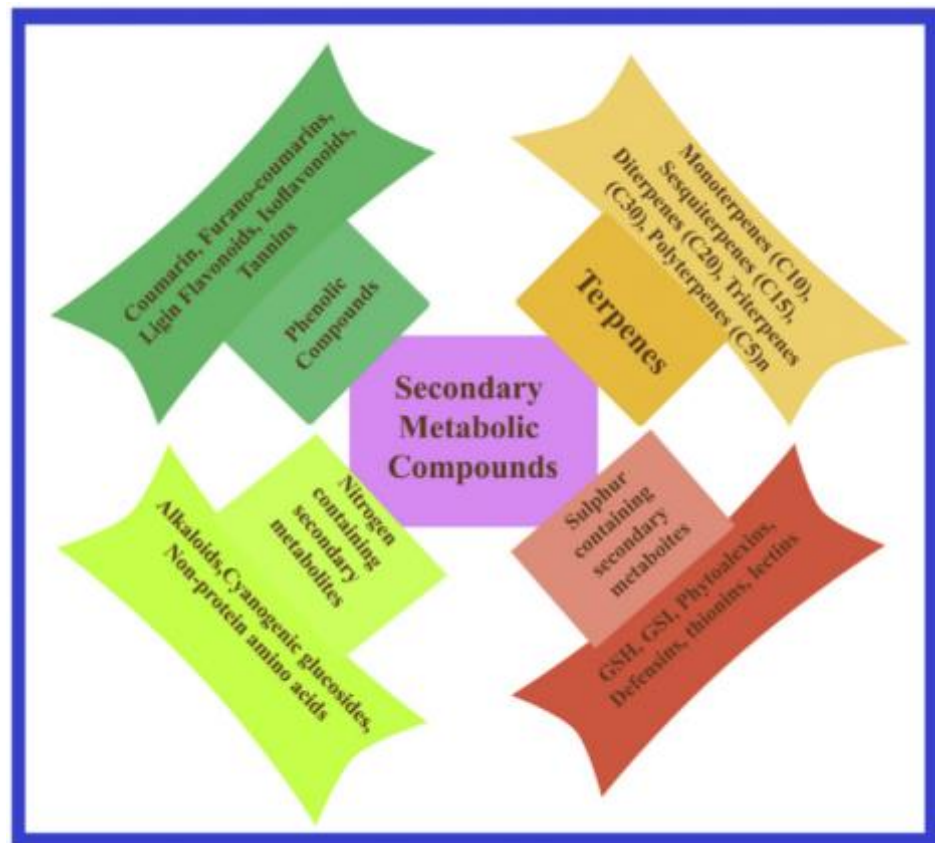 Coumarin, Furano-coumarins,
Ligin Flavonoids, Isoflavonoids,
Tannins
Phenolic
Compounds
Monoterpenes (C10),
Sesquiterpenes (C15),
Diterpenes (C20), Triterpenes
(C30), Polyterpenes (C5)n
Terpenes
Secondary
Metabolic
Compounds
Nitrogen
containing
secondary
metabolites
Alkaloids,Cyanogenic glucosides,
Non-protein amino acids
Sulphur
containing
secondary
metaboites
GSH, GSI, Phytoalexins,
Defensins, thionins, lectins